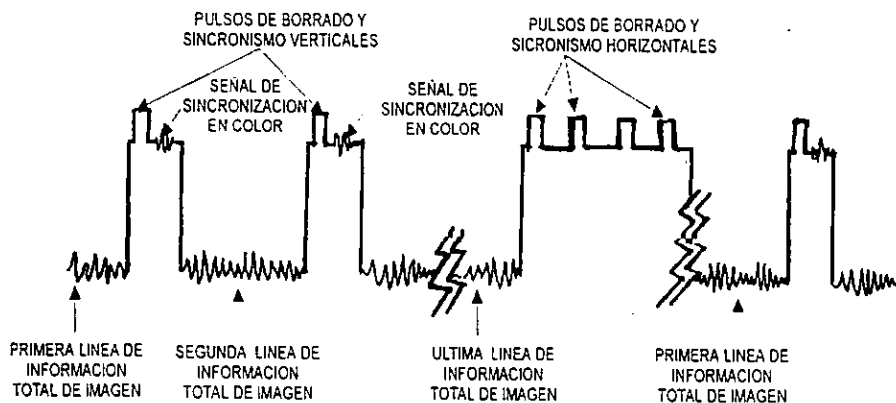 PULSOS DE BORRADO Y
SINCRONISMO VERTICALES
PULSOS DE BORRADO Y
SICRONISMO HORIZONTALES
SEÑAL DE
SINCRONIZACION
EN COLOR
SEÑAL DE
SINCRONIZACION
EN COLOR
PRIMERA LINEA DE
INFORMACION
TOTAL DE IMAGEN
SEGUNDA LINEA DE
INFORMACION
TOTAL DE IMAGEN
ULTIMA LINEA DE
INFORMACION
TOTAL DE IMAGEN
PRIMERA LINEA DE
INFORMACION
TOTAL DE IMAGEN